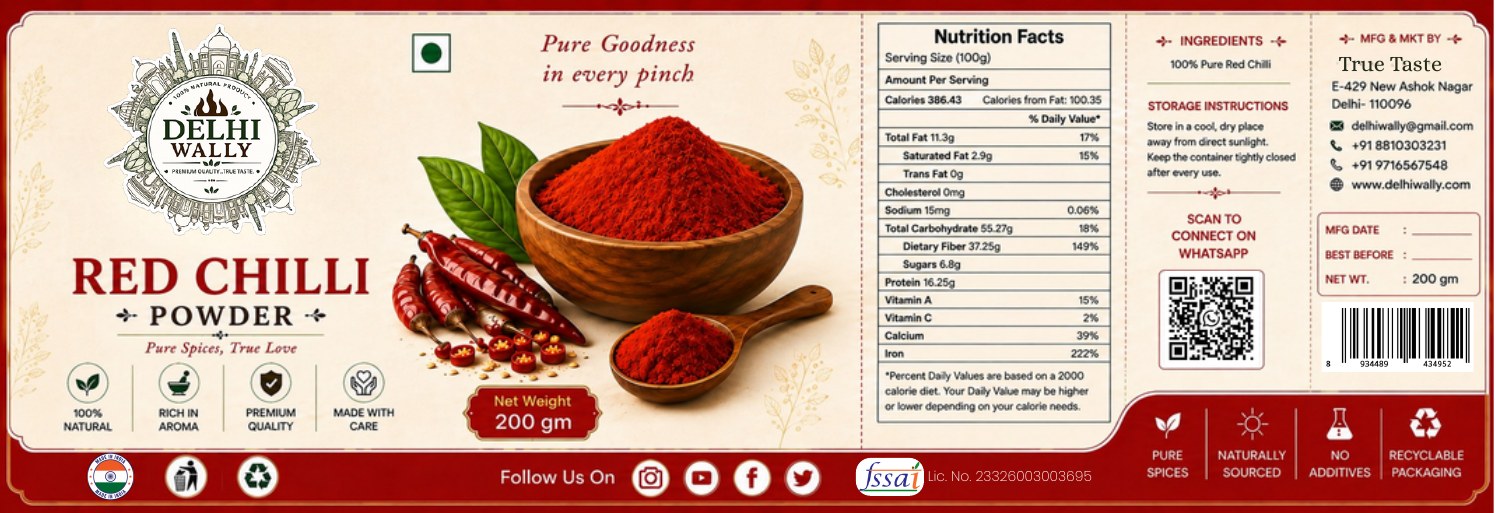 100% NATURAL PRODUCT
DELHI
WALLY
PREMIUM QUALITY..TRUE TASTE.
RED CHILLI
POWDER
Pure Spices, True Love
100%
NATURAL
RICH IN
AROMA
PREMIUM
QUALITY
MADE WITH
CARE
MADE IN INDIA
MADE IN INDIA
Pure Goodness
in every pinch
Net Weight
200 gm
Follow Us On
fssai
Lic. No. 23326003003695
Nutrition Facts
Serving Size (100g)
Amount Per Serving
Calories 386.43 Calories from Fat: 100.35
% Daily Value*
Total Fat 11.3g 17%
Saturated Fat 2.9g 15%
Trans Fat 0g
Cholesterol 0mg
Sodium 15mg 0.06%
Total Carbohydrate 55.27g 18%
Dietary Fiber 37.25g 149%
Sugars 6.8g
Protein 16.25g
Vitamin A 15%
Vitamin C 2%
Calcium 39%
Iron 222%
*Percent Daily Values are based on a 2000
calorie diet. Your Daily Value may be higher
or lower depending on your calorie needs.
INGREDIENTS
100% Pure Red Chilli
STORAGE INSTRUCTIONS
Store in a cool, dry place
away from direct sunlight.
Keep the container tightly closed
after every use.
SCAN TO
CONNECT ON
WHATSAPP
MFG & MKT BY
True Taste
E-429 New Ashok Nagar
Delhi- 110096
delhiwally@gmail.com
+91 8810303231
+91 9716567548
www.delhiwally.com
MFG DATE :
BEST BEFORE :
NET WT. : 200 gm
8 934489 434952
PURE
SPICES
NATURALLY
SOURCED
NO
ADDITIVES
RECYCLABLE
PACKAGING